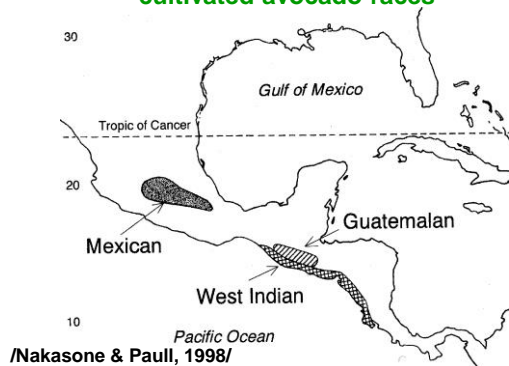 cultivated avocado races
30
Gulf of Mexico
Tropic of Cancer
20
Guatemalan
Mexican
West Indian
10
Pacific Ocean
/Nakasone & Paull, 1998/